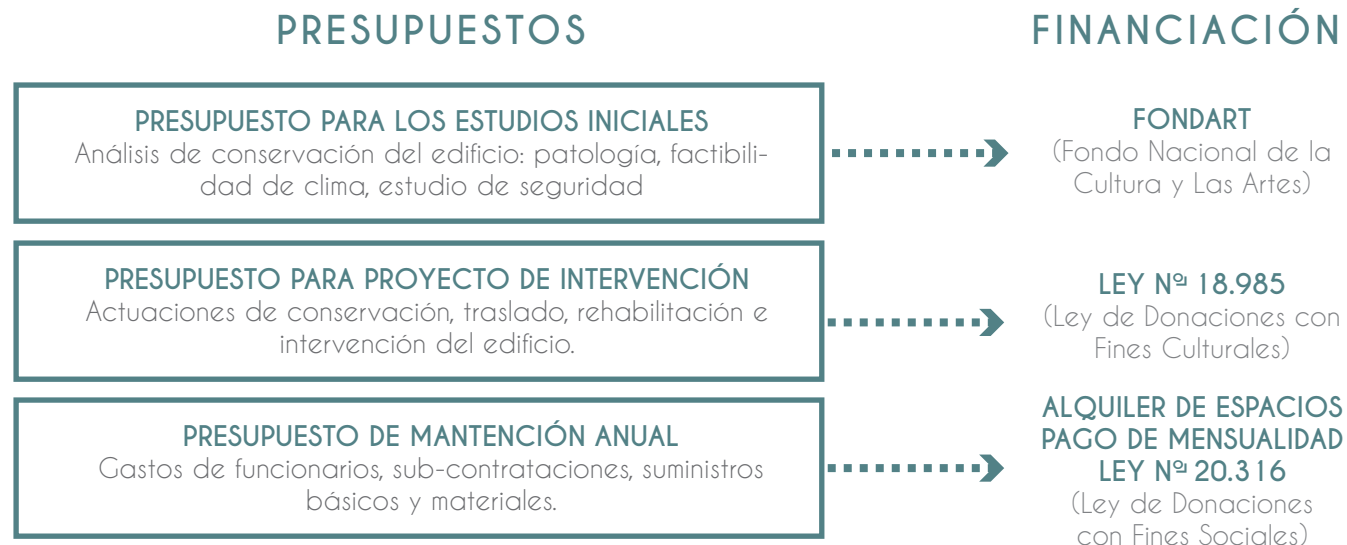 PRESUPUESTOS
FINANCIACIÓN
PRESUPUESTO PARA LOS ESTUDIOS INICIALES
Análisis de conservación del edificio: patología, factibili-
dad de clima, estudio de seguridad
FONDART
(Fondo Nacional de la
Cultura y Las Artes)
PRESUPUESTO PARA PROYECTO DE INTERVENCIÓN
Actuaciones de conservación, traslado, rehabilitación e
intervención del edificio.
LEY Nº 18.985
(Ley de Donaciones con
Fines Culturales)
PRESUPUESTO DE MANTENCIÓN ANUAL
Gastos de funcionarios, sub-contrataciones, suministros
básicos y materiales.
ALQUILER DE ESPACIOS
PAGO DE MENSUALIDAD
LEY Nº 20.316
(Ley de Donaciones
con Fines Sociales)